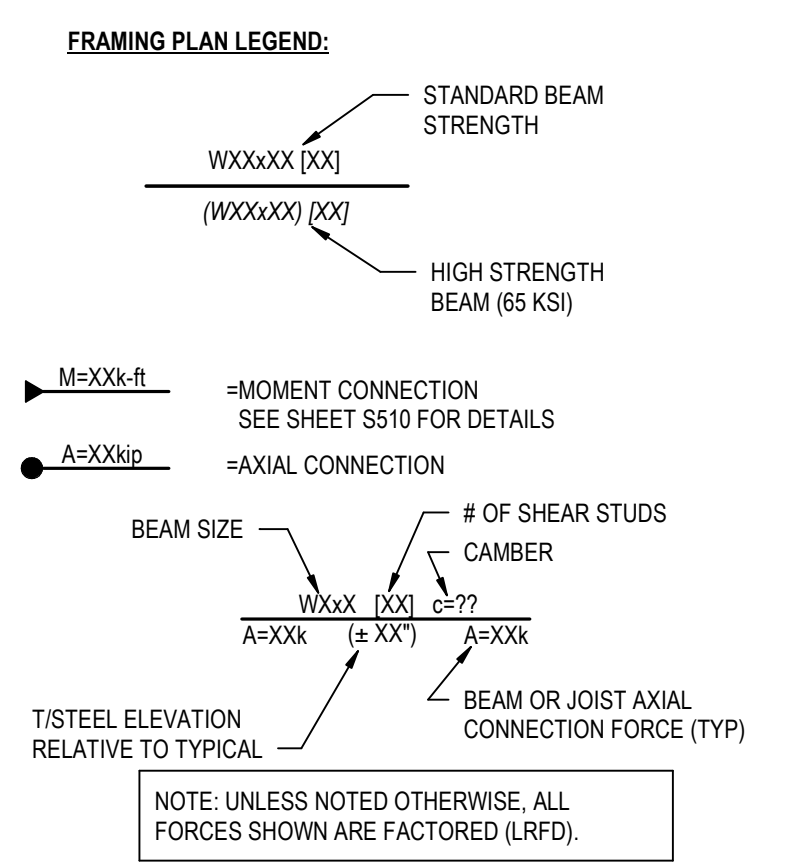 FRAMING PLAN LEGEND:
STANDARD BEAM
STRENGTH
WXXxXX [XX]
(WXXxXX) [XX]
HIGH STRENGTH
BEAM (65 KSI)
M=XXk-ft
=MOMENT CONNECTION
SEE SHEET S510 FOR DETAILS
A=XXkip
=AXIAL CONNECTION
BEAM SIZE
# OF SHEAR STUDS
CAMBER
WXxX [XX] c=??
A=XXk (± XX") A=XXk
T/STEEL ELEVATION
RELATIVE TO TYPICAL
BEAM OR JOIST AXIAL
CONNECTION FORCE (TYP)
NOTE: UNLESS NOTED OTHERWISE, ALL
FORCES SHOWN ARE FACTORED (LRFD).